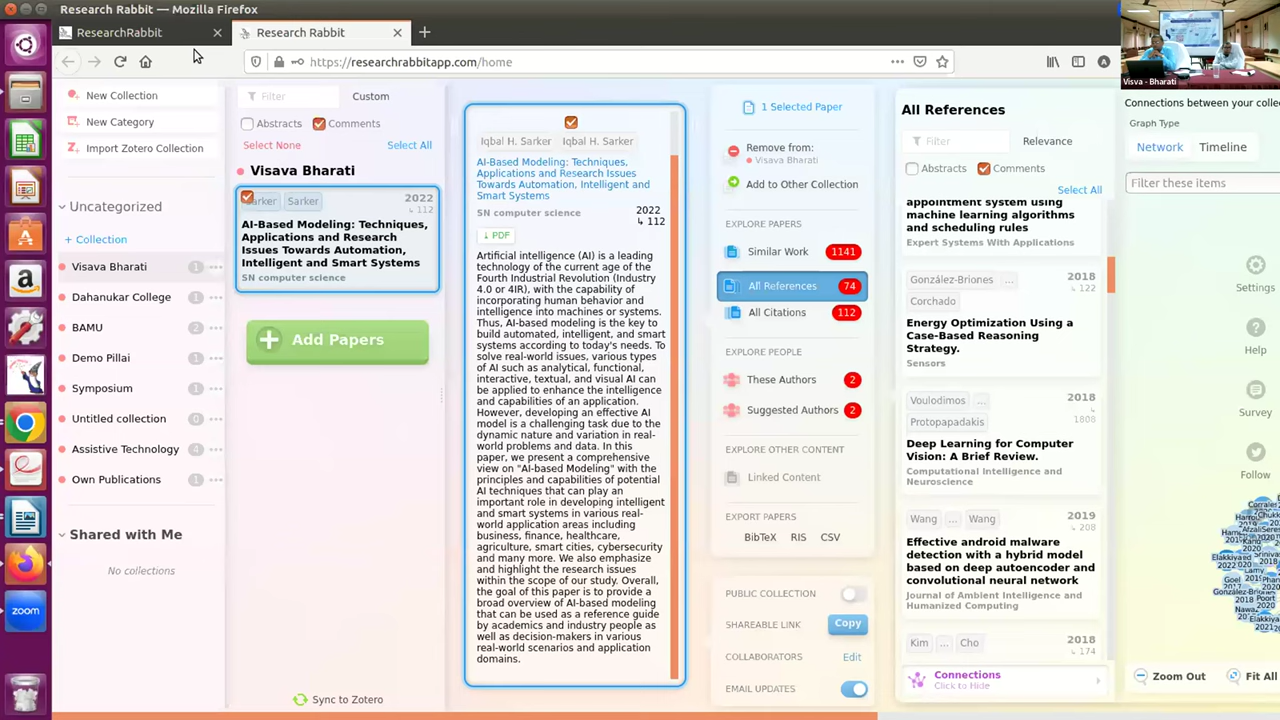 Research Rabbit — Mozilla Firefox
ResearchRabbit
Research Rabbit
https://researchrabbitapp.com/home
New Collection
New Category
Import Zotero Collection
Uncategorized
+ Collection
Visava Bharati 1
Dahanukar College 1
BAMU 2
Demo Pillai 1
Symposium 1
Untitled collection 0
Assistive Technology 4
Own Publications 1
Shared with Me
No collections
Filter
Custom
Abstracts
Comments
Select None
Select All
Visava Bharati
Sarker
2022
↳ 112
AI-Based Modeling: Techniques,
Applications and Research
Issues Towards Automation,
Intelligent and Smart Systems
SN computer science
Add Papers
Sync to Zotero
Iqbal H. Sarker Iqbal H. Sarker
AI-Based Modeling: Techniques,
Applications and Research Issues
Towards Automation, Intelligent and
Smart Systems
SN computer science
2022
↳ 112
↓ PDF
Artificial intelligence (AI) is a leading
technology of the current age of the
Fourth Industrial Revolution (Industry
4.0 or 4IR), with the capability of
incorporating human behavior and
intelligence into machines or systems.
Thus, AI-based modeling is the key to
build automated, intelligent, and smart
systems according to today's needs. To
solve real-world issues, various types
of AI such as analytical, functional,
interactive, textual, and visual AI can
be applied to enhance the intelligence
and capabilities of an application.
However, developing an effective AI
model is a challenging task due to the
dynamic nature and variation in real-
world problems and data. In this
paper, we present a comprehensive
view on "AI-based Modeling" with the
principles and capabilities of potential
AI techniques that can play an
important role in developing intelligent
and smart systems in various real-
world application areas including
business, finance, healthcare,
agriculture, smart cities, cybersecurity
and many more. We also emphasize
and highlight the research issues
within the scope of our study. Overall,
the goal of this paper is to provide a
broad overview of AI-based modeling
that can be used as a reference guide
by academics and industry people as
well as decision-makers in various
real-world scenarios and application
domains.
1 Selected Paper
Remove from:
Visava Bharati
Add to Other Collection
EXPLORE PAPERS
Similar Work 1141
All References 74
All Citations 112
EXPLORE PEOPLE
These Authors 2
Suggested Authors 2
EXPLORE OTHER CONTENT
Linked Content
EXPORT PAPERS
BibTeX RIS CSV
PUBLIC COLLECTION
SHAREABLE LINK Copy
COLLABORATORS Edit
EMAIL UPDATES
All References
Filter
Relevance
Abstracts
Comments
Select All
appointment system using
machine learning algorithms
and scheduling rules
Expert Systems With Applications
González-Briones ...
Corchado
2018
↳ 122
Energy Optimization Using a
Case-Based Reasoning
Strategy.
Sensors
Voulodimos ...
Protopapadakis
2018
↳
1808
Deep Learning for Computer
Vision: A Brief Review.
Computational Intelligence and
Neuroscience
Wang ... Wang
2019
↳ 208
Effective android malware
detection with a hybrid model
based on deep autoencoder and
convolutional neural network
Journal of Ambient Intelligence and
Humanized Computing
Kim ... Cho
2018
↳ 174
Connections
Click to Hide
Visva - Bharati
Connections between your colle
Graph Type
Network
Timeline
Filter these items
Settings
Help
Survey
Follow
Zoom Out
Fit All
zoom